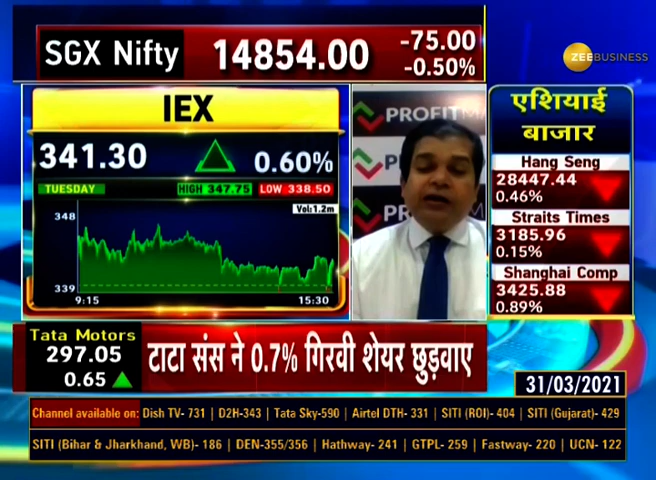 SGX Nifty 14854.00 -75.00
-0.50%
ZEE BUSINESS
IEX
341.30 0.60%
TUESDAY HIGH 347.75 LOW 338.50
Vol:1.2m
348
339
9:15 15:30
PROFITM
P
PR
एशियाई
बाजार
Hang Seng
28447.44
0.46%
Straits Times
3185.96
0.15%
Shanghai Comp
3425.88
0.89%
Tata Motors
297.05
0.65
टाटा संस ने 0.7% गिरवी शेयर छुड़वाए
31/03/2021
Channel available on: Dish TV- 731 | D2H-343 | Tata Sky-590 | Airtel DTH- 331 | SITI (ROI)- 404 | SITI (Gujarat)- 429
SITI (Bihar & Jharkhand, WB)- 186 | DEN-355/356 | Hathway- 241 | GTPL- 259 | Fastway- 220 | UCN- 122